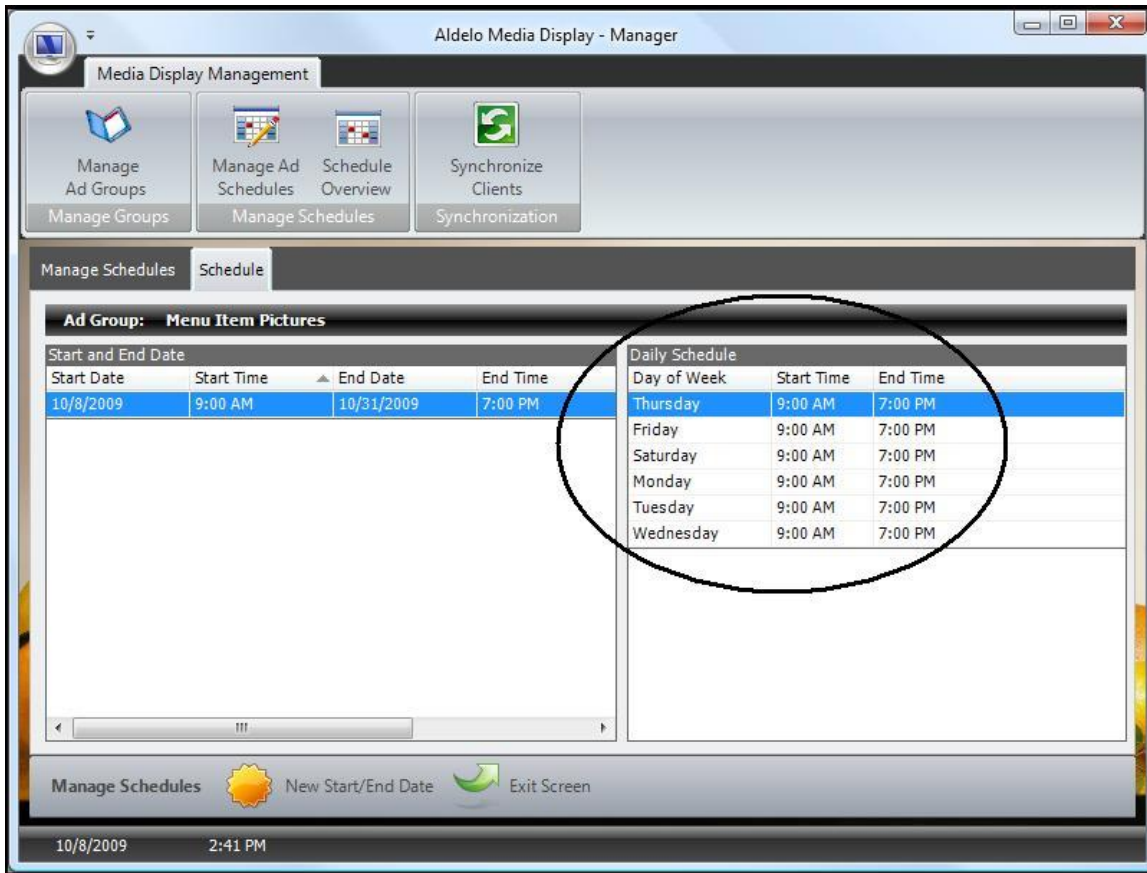 Aldelo Media Display - Manager
Media Display Management
Manage Ad Groups
Manage Ad Schedules
Schedule Overview
Synchronize Clients
Manage Groups
Manage Schedules
Synchronization
Manage Schedules Schedule
Ad Group: Menu Item Pictures
Start and End Date
Start Date Start Time End Date End Time
10/8/2009 9:00 AM 10/31/2009 7:00 PM
Daily Schedule
Day of Week Start Time End Time
Thursday 9:00 AM 7:00 PM
Friday 9:00 AM 7:00 PM
Saturday 9:00 AM 7:00 PM
Monday 9:00 AM 7:00 PM
Tuesday 9:00 AM 7:00 PM
Wednesday 9:00 AM 7:00 PM
Manage Schedules New Start/End Date Exit Screen
10/8/2009 2:41 PM